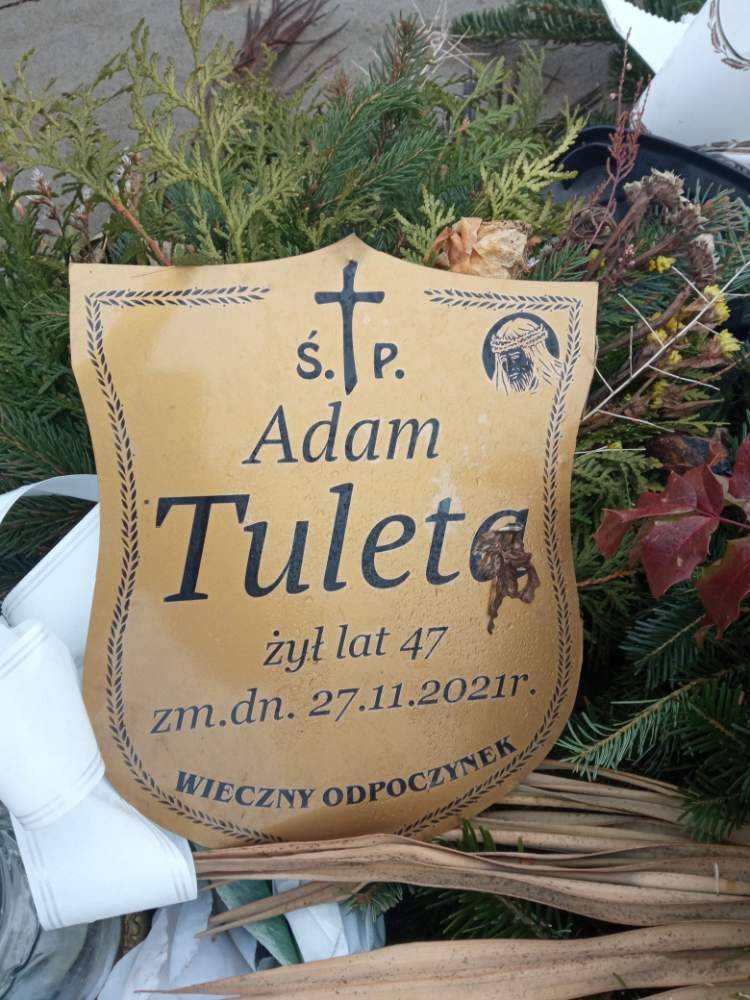 Ś. P.
Adam
Tuleta
żył lat 47
zm.dn. 27.11.2021r.
WIECZNY ODPOCZYNEK